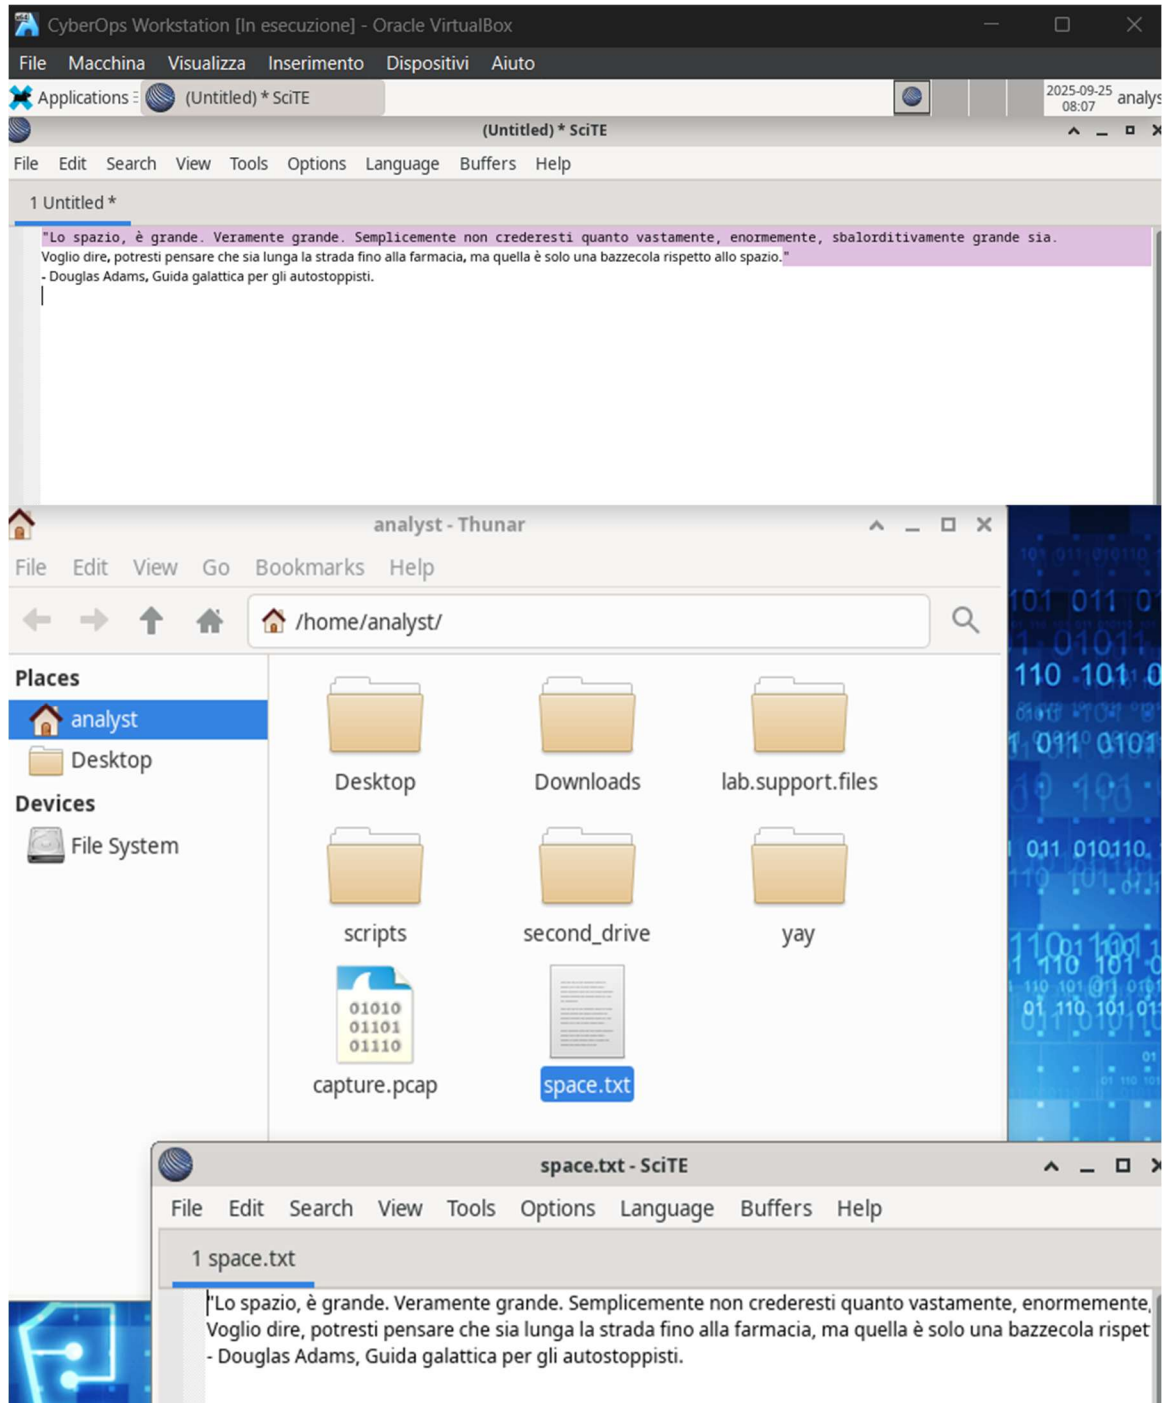 CyberOps Workstation [In esecuzione] - Oracle VirtualBox
File Macchina Visualizza Inserimento Dispositivi Aiuto
Applications (Untitled) * SciTE 2025-09-25 08:07 analys
(Untitled) * SciTE
File Edit Search View Tools Options Language Buffers Help
1 Untitled *
"Lo spazio, è grande. Veramente grande. Semplicemente non crederesti quanto vastamente, enormemente, sbalorditivamente grande sia.
Voglio dire, potresti pensare che sia lunga la strada fino alla farmacia, ma quella è solo una bazzecola rispetto allo spazio."
- Douglas Adams, Guida galattica per gli autostoppisti.
analyst - Thunar
File Edit View Go Bookmarks Help
/home/analyst/
Places
analyst
Desktop
Devices
File System
Desktop Downloads lab.support.files
scripts second_drive yay
01010
01101
01110
capture.pcap space.txt
space.txt - SciTE
File Edit Search View Tools Options Language Buffers Help
1 space.txt
"Lo spazio, è grande. Veramente grande. Semplicemente non crederesti quanto vastamente, enormemente,
Voglio dire, potresti pensare che sia lunga la strada fino alla farmacia, ma quella è solo una bazzecola rispet
- Douglas Adams, Guida galattica per gli autostoppisti.